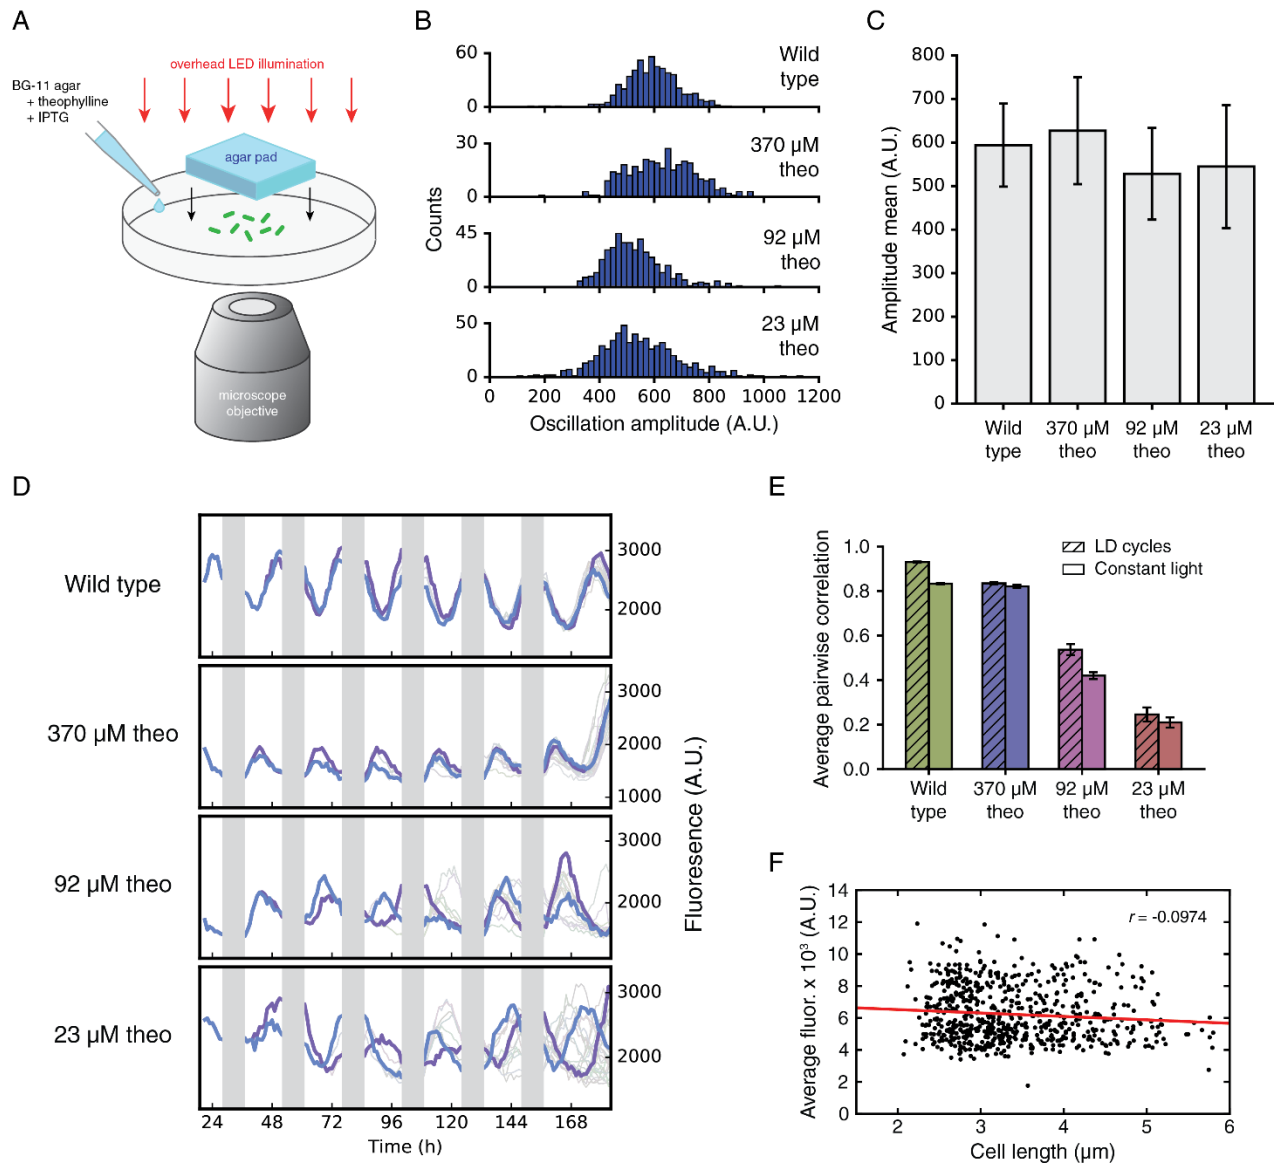 A
overhead LED illumination
BG-11 agar
+ theophylline
+ IPTG
agar pad
microscope
objective
B
Counts
60
0
Wild
type
30
0
370 µM
theo
45
0
92 µM
theo
50
0
23 µM
theo
0 200 400 600 800 1000 1200
Oscillation amplitude (A.U.)
C
Amplitude mean (A.U.)
800
700
600
500
400
300
200
100
0
Wild
type
370 µM
theo
92 µM
theo
23 µM
theo
D
Wild type
3000
2000
370 µM theo
3000
2000
1000
92 µM theo
3000
2000
23 µM theo
3000
2000
Fluoresence (A.U.)
24 48 72 96 120 144 168
Time (h)
E
Average pairwise correlation
1.0
0.8
0.6
0.4
0.2
0.0
LD cycles
Constant light
Wild
type
370 µM
theo
92 µM
theo
23 µM
theo
F
Average fluor. x 10³ (A.U.)
14
12
10
8
6
4
2
0
r = -0.0974
2 3 4 5 6
Cell length (µm)